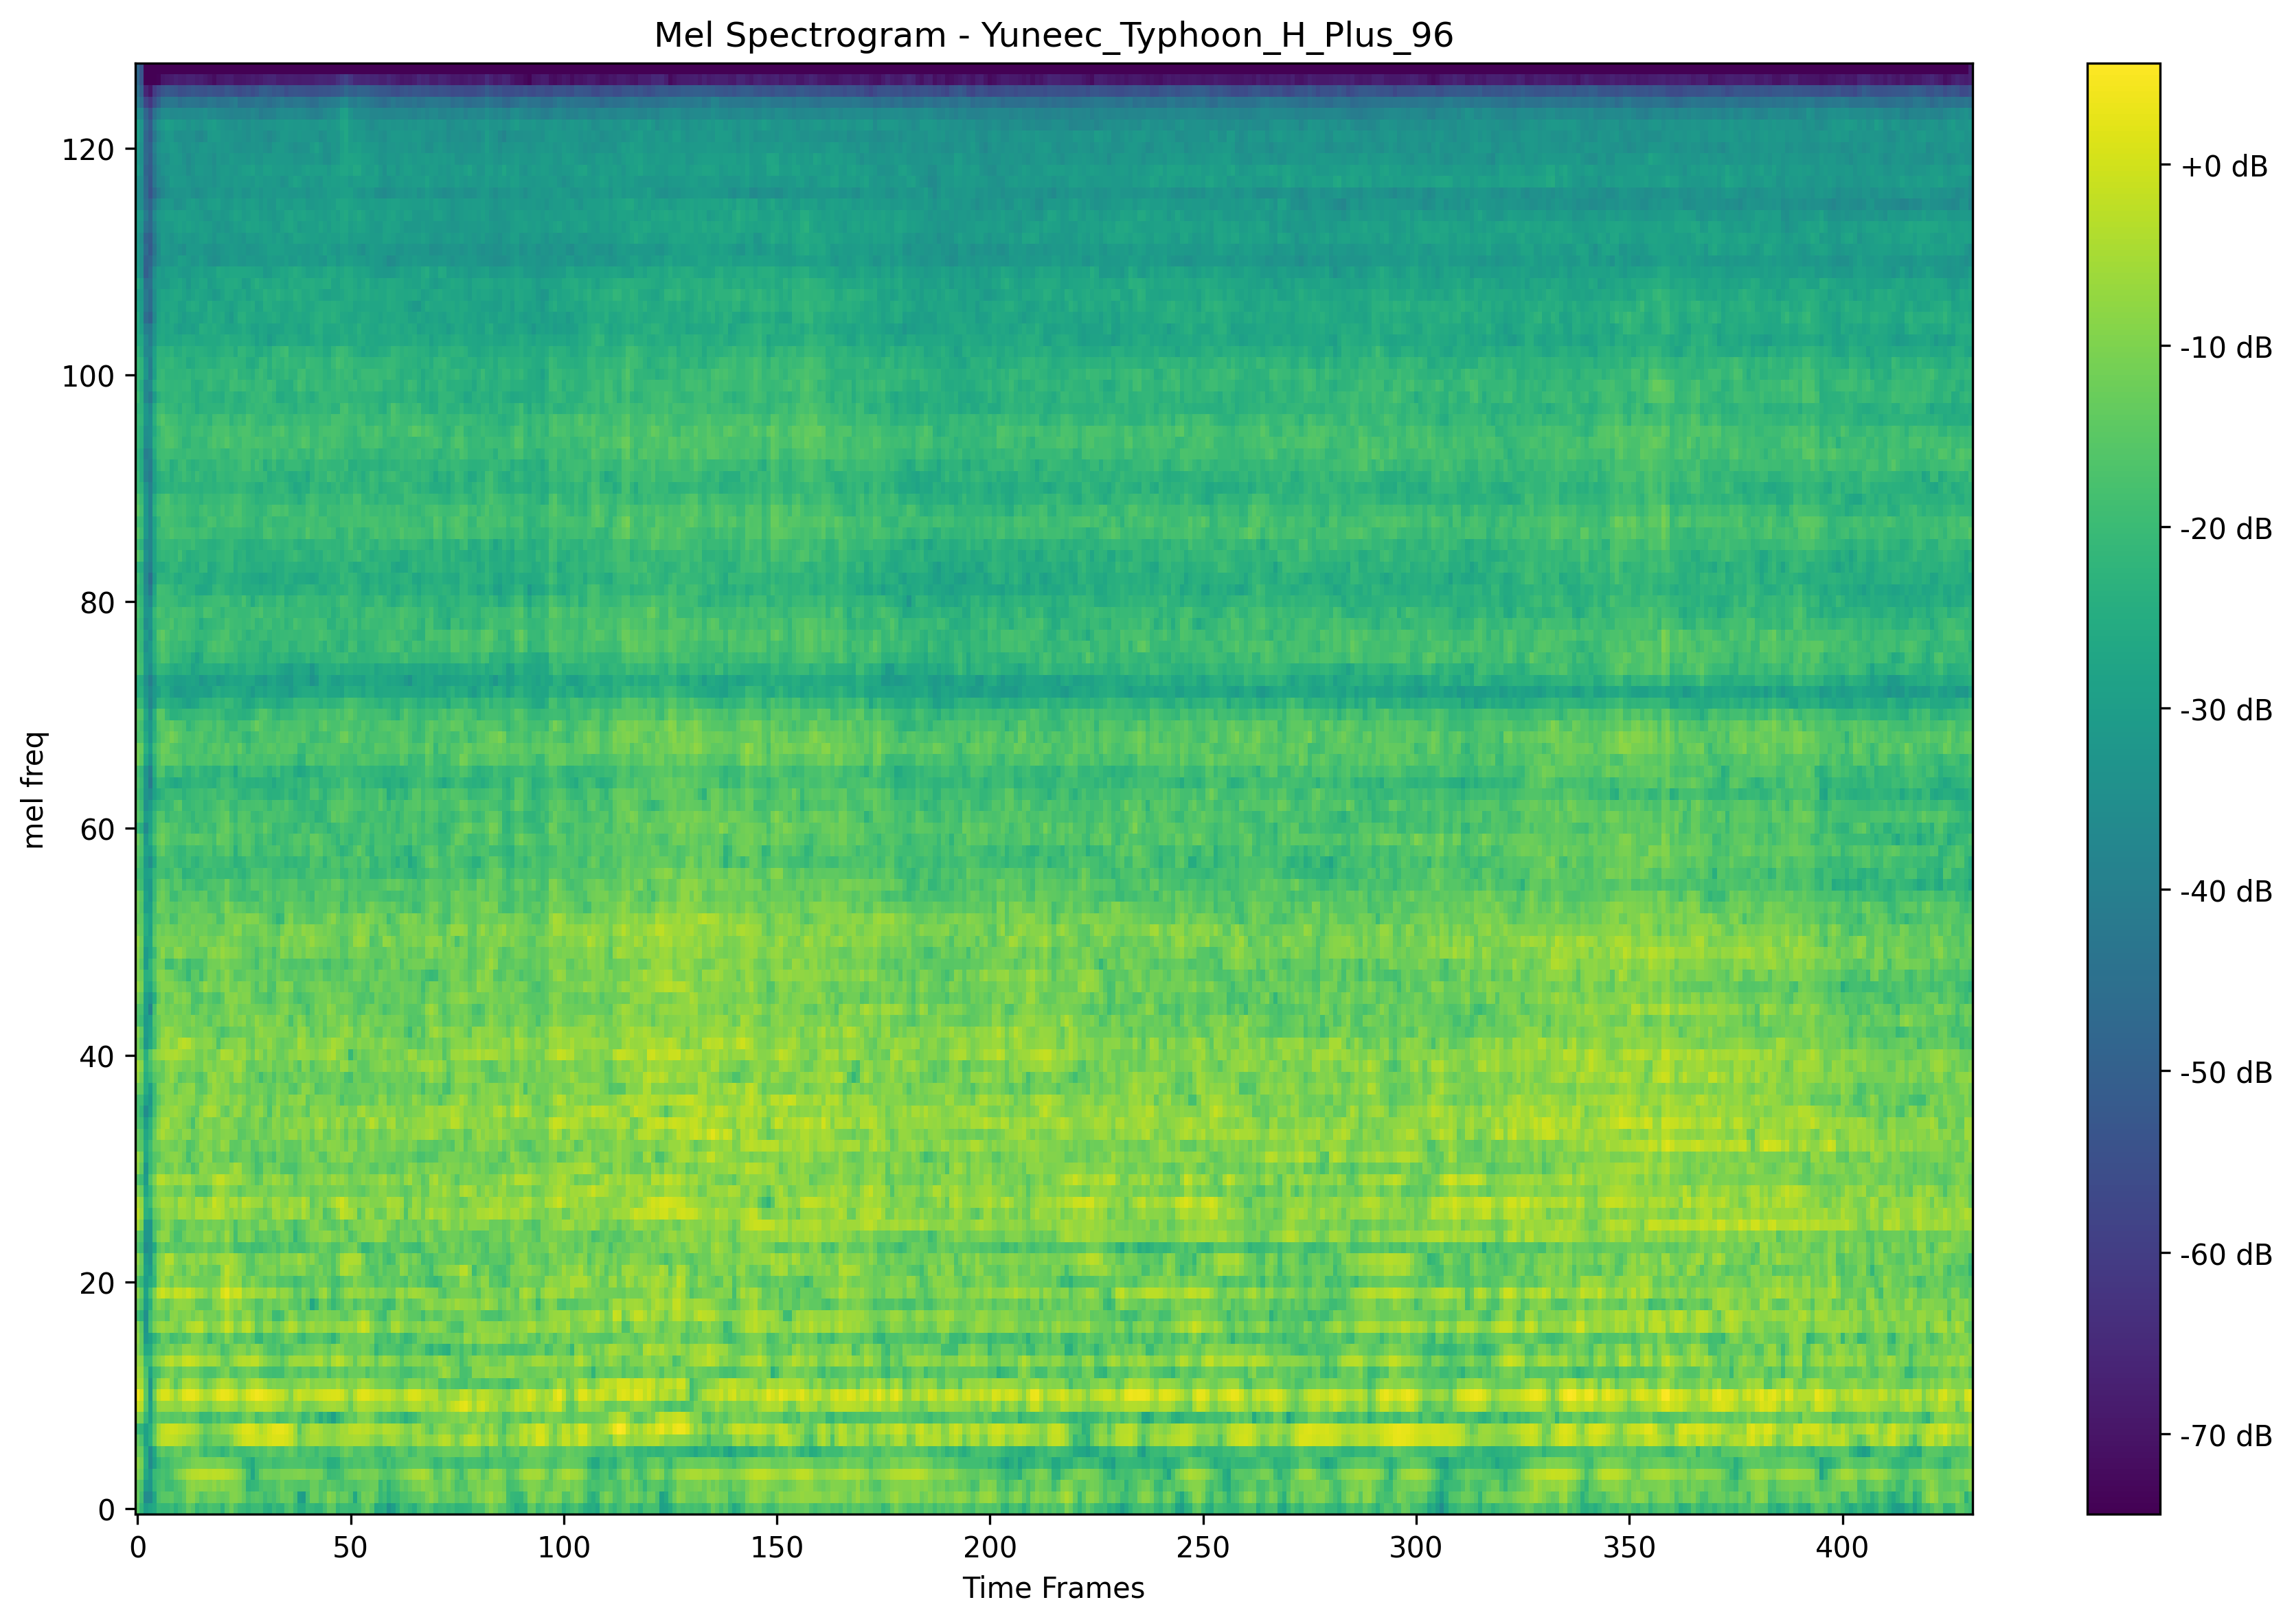 Mel Spectrogram - Yuneec_Typhoon_H_Plus_96
mel freq
120
100
80
60
40
20
0
0 50 100 150 200 250 300 350 400
Time Frames
+0 dB
-10 dB
-20 dB
-30 dB
-40 dB
-50 dB
-60 dB
-70 dB